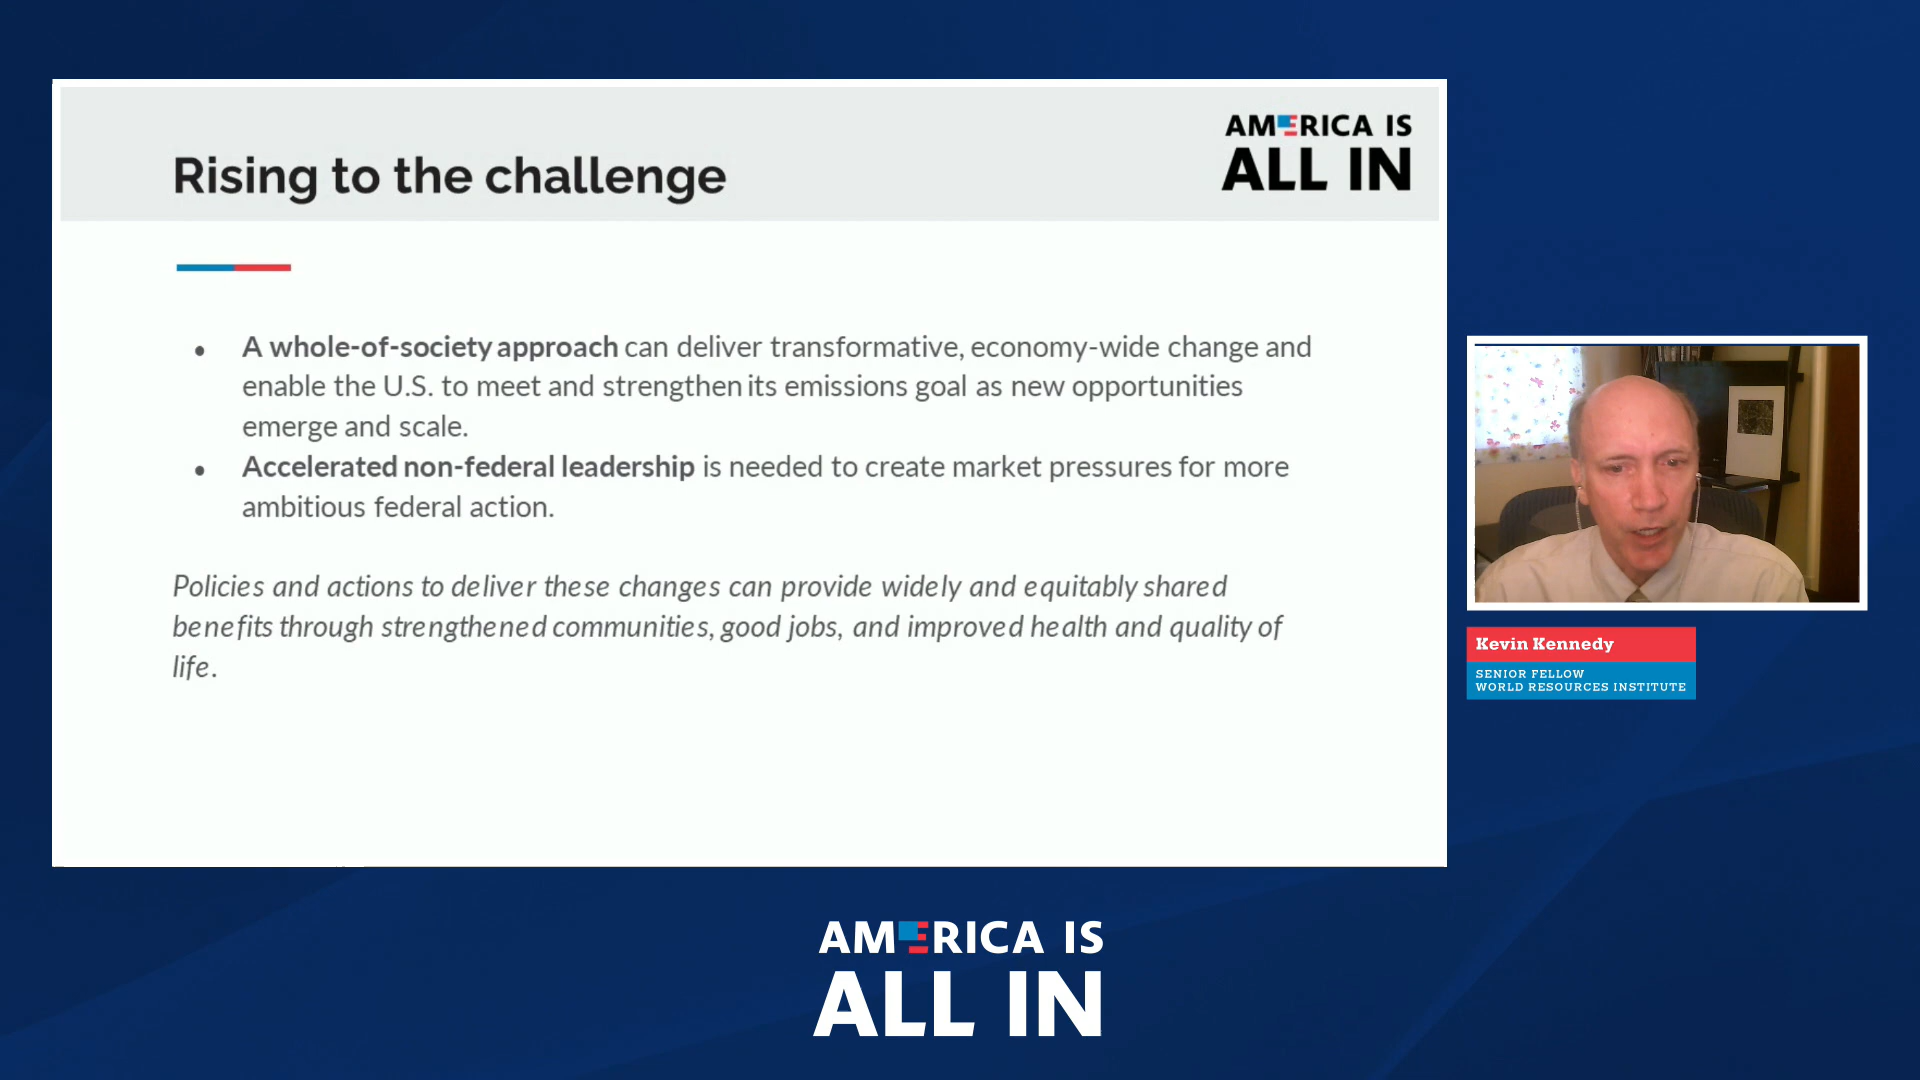 Rising to the challenge
AMERICA IS
ALL IN
• A whole-of-society approach can deliver transformative, economy-wide change and
enable the U.S. to meet and strengthen its emissions goal as new opportunities
emerge and scale.
• Accelerated non-federal leadership is needed to create market pressures for more
ambitious federal action.
Policies and actions to deliver these changes can provide widely and equitably shared
benefits through strengthened communities, good jobs, and improved health and quality of
life.
Kevin Kennedy
SENIOR FELLOW
WORLD RESOURCES INSTITUTE
AMERICA IS
ALL IN